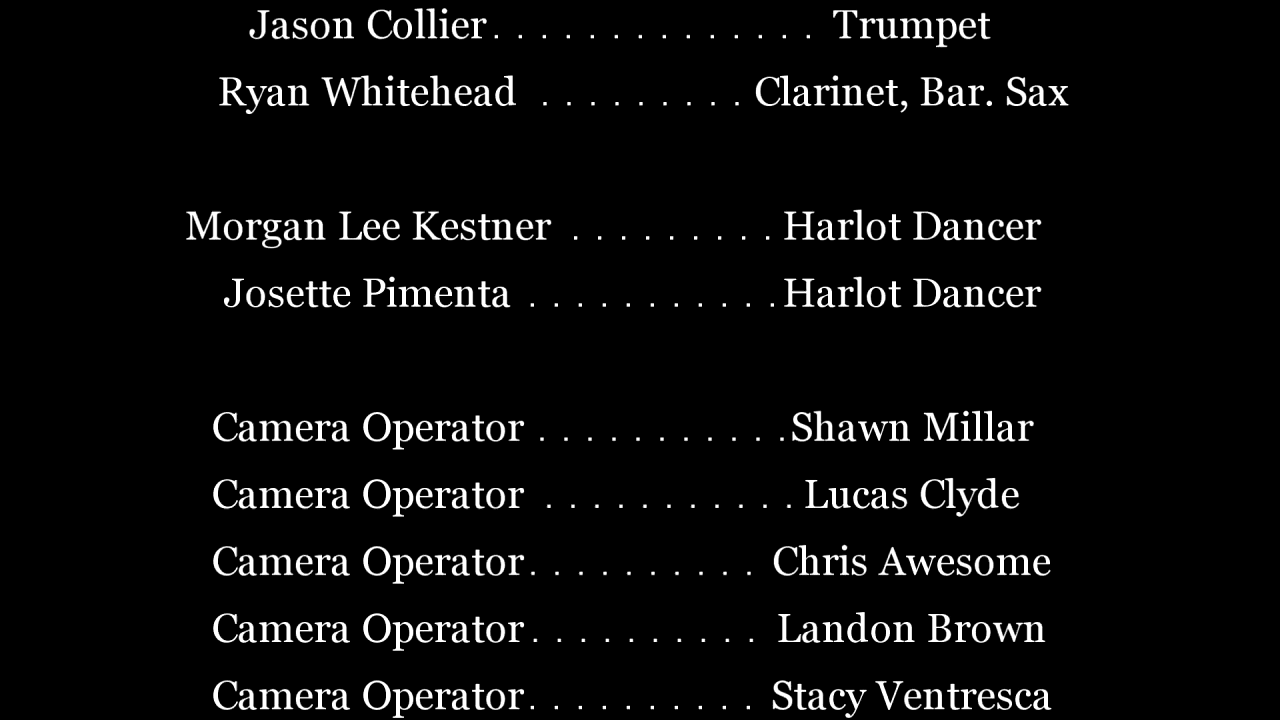 Jason Collier . . . . . . . . . . . . . . Trumpet
Ryan Whitehead . . . . . . . . . Clarinet, Bar. Sax
Morgan Lee Kestner . . . . . . . . . Harlot Dancer
Josette Pimenta . . . . . . . . . . . Harlot Dancer
Camera Operator . . . . . . . . . . . Shawn Millar
Camera Operator . . . . . . . . . . . Lucas Clyde
Camera Operator . . . . . . . . . . Chris Awesome
Camera Operator . . . . . . . . . . Landon Brown
Camera Operator . . . . . . . . . . Stacy Ventresca